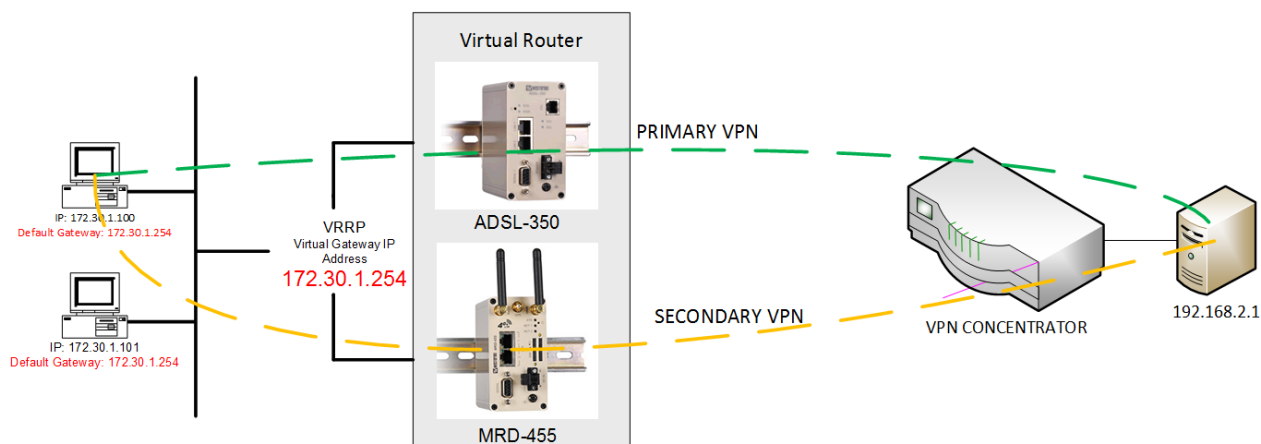 Virtual Router
PRIMARY VPN
IP: 172.30.1.100
Default Gateway: 172.30.1.254
ADSL-350
VRRP
Virtual Gateway IP
Address
172.30.1.254
SECONDARY VPN
VPN CONCENTRATOR
192.168.2.1
IP: 172.30.1.101
Default Gateway: 172.30.1.254
MRD-455